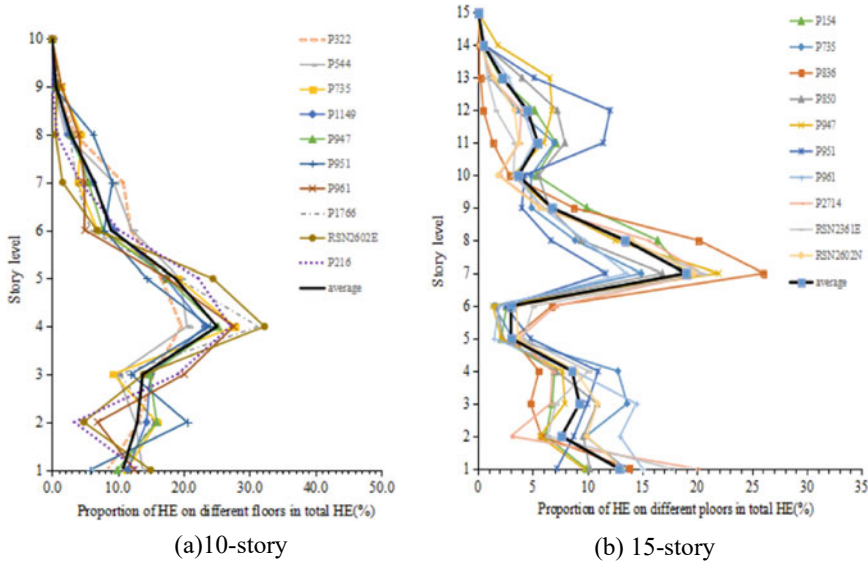 10
9
8
7
6
5
4
3
2
1
Story level
0.0 10.0 20.0 30.0 40.0 50.0
Proportion of HE on different floors in total HE(%)
P322
P544
P735
P1149
P947
P951
P961
P1766
RSN2602E
P216
average
(a)10-story
15
14
13
12
11
10
9
8
7
6
5
4
3
2
1
Story level
0 5 10 15 20 25 30 35
Proportion of HE on different ploors in total HE(%)
P154
P735
P836
P850
P947
P951
P961
P2714
RSN2361E
RSN2602N
average
(b) 15-story